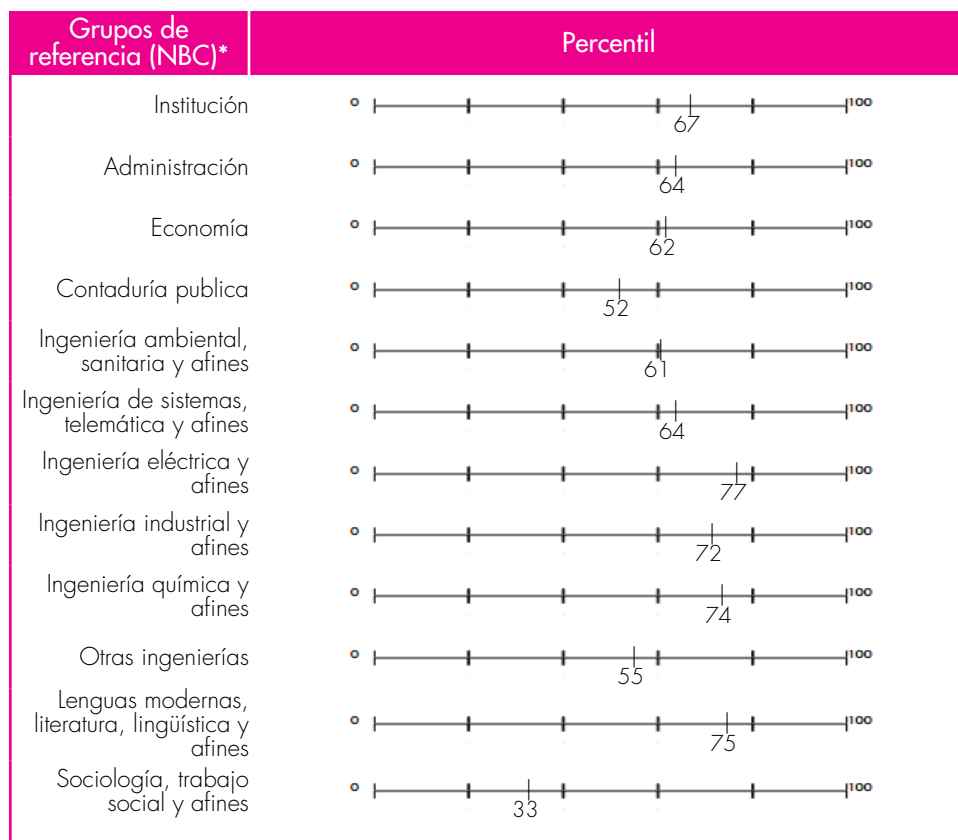 Grupos de
referencia (NBC)*
Percentil
Institución
0 100
67
Administración
0 100
64
Economía
0 100
62
Contaduría publica
0 100
52
Ingeniería ambiental,
sanitaria y afines
0 100
61
Ingeniería de sistemas,
telemática y afines
0 100
64
Ingeniería eléctrica y
afines
0 100
77
Ingeniería industrial y
afines
0 100
72
Ingeniería química y
afines
0 100
74
Otras ingenierías
0 100
55
Lenguas modernas,
literatura, lingüística y
afines
0 100
75
Sociología, trabajo
social y afines
0 100
33